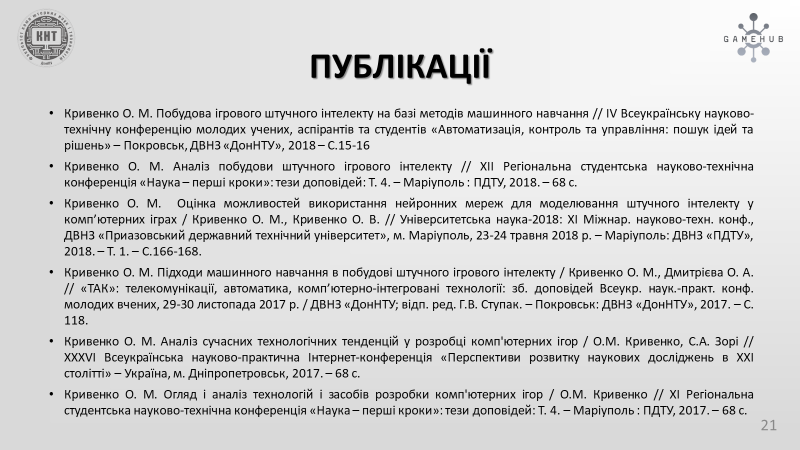 КНТ
GAMEHUB
ПУБЛІКАЦІЇ
• Кривенко О. М. Побудова ігрового штучного інтелекту на базі методів машинного навчання // IV Всеукраїнську науково-
технічну конференцію молодих учених, аспірантів та студентів «Автоматизація, контроль та управління: пошук ідей та
рішень» – Покровськ, ДВНЗ «ДонНТУ», 2018 – С.15-16
• Кривенко О. М. Аналіз побудови штучного ігрового інтелекту // XII Регіональна студентська науково-технічна
конференція «Наука – перші кроки»: тези доповідей: Т. 4. – Маріуполь : ПДТУ, 2018. – 68 с.
• Кривенко О. М. Оцінка можливостей використання нейронних мереж для моделювання штучного інтелекту у
комп’ютерних іграх / Кривенко О. М., Кривенко О. В. // Університетська наука-2018: XI Міжнар. науково-техн. конф.,
ДВНЗ «Приазовський державний технічний університет», м. Маріуполь, 23-24 травня 2018 р. – Маріуполь: ДВНЗ «ПДТУ»,
2018. – Т. 1. – С.166-168.
• Кривенко О. М. Підходи машинного навчання в побудові штучного ігрового інтелекту / Кривенко О. М., Дмитрієва О. А.
// «ТАК»: телекомунікації, автоматика, комп’ютерно-інтегровані технології: зб. доповідей Всеукр. наук.-практ. конф.
молодих вчених, 29-30 листопада 2017 р. / ДВНЗ «ДонНТУ; відп. ред. Г.В. Ступак. – Покровськ: ДВНЗ «ДонНТУ», 2017. – С.
118.
• Кривенко О. М. Аналіз сучасних технологічних тенденцій у розробці комп'ютерних ігор / О.М. Кривенко, С.А. Зорі //
XXXVI Всеукраїнська науково-практична Інтернет-конференція «Перспективи розвитку наукових досліджень в XXI
столітті» – Україна, м. Дніпропетровськ, 2017. – 68 с.
• Кривенко О. М. Огляд і аналіз технологій і засобів розробки комп'ютерних ігор / О.М. Кривенко // XI Регіональна
студентська науково-технічна конференція «Наука – перші кроки»: тези доповідей: Т. 4. – Маріуполь : ПДТУ, 2017. – 68 с.
21